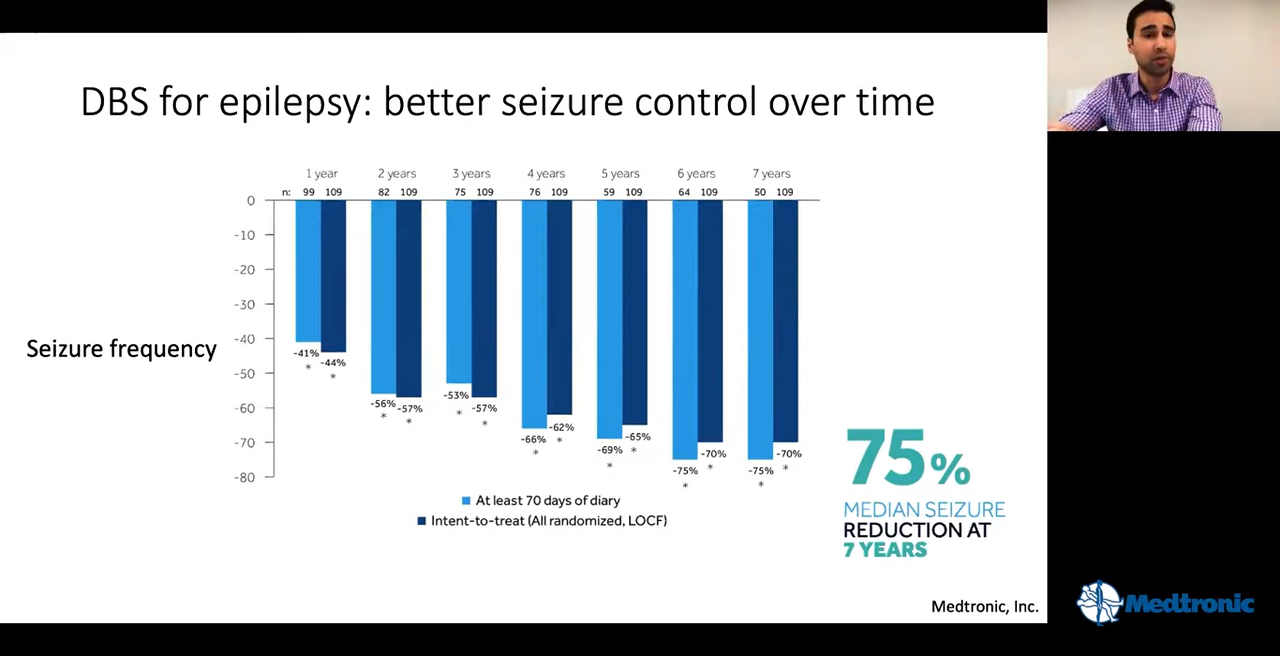 DBS for epilepsy: better seizure control over time
1 year 2 years 3 years 4 years 5 years 6 years 7 years
n: 99 109 82 109 75 109 76 109 59 109 64 109 50 109
0
-10
-20
-30
-40
-50
-60
-70
-80
Seizure frequency
-41% * -44% *
-56% * -57% *
-53% * -57% *
-66% * -62% *
-69% * -65% *
-75% * -70% *
-75% * -70% *
At least 70 days of diary
Intent-to-treat (All randomized, LOCF)
75%
MEDIAN SEIZURE
REDUCTION AT
7 YEARS
Medtronic, Inc.
Medtronic